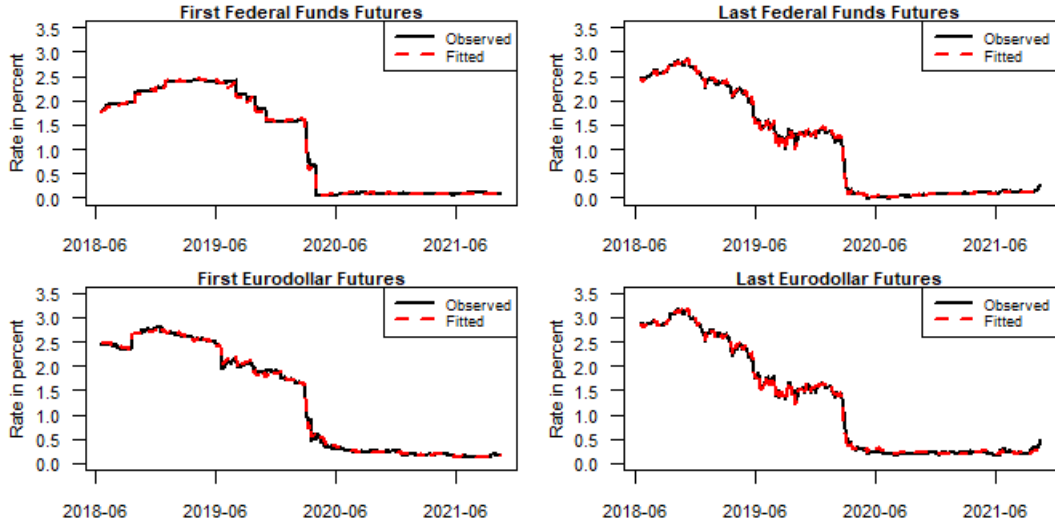 First Federal Funds Futures
Rate in percent
3.5
3.0
2.5
2.0
1.5
1.0
0.5
0.0
Observed
Fitted
2018-06 2019-06 2020-06 2021-06
Last Federal Funds Futures
Rate in percent
3.5
3.0
2.5
2.0
1.5
1.0
0.5
0.0
Observed
Fitted
2018-06 2019-06 2020-06 2021-06
First Eurodollar Futures
Rate in percent
3.5
3.0
2.5
2.0
1.5
1.0
0.5
0.0
Observed
Fitted
2018-06 2019-06 2020-06 2021-06
Last Eurodollar Futures
Rate in percent
3.5
3.0
2.5
2.0
1.5
1.0
0.5
0.0
Observed
Fitted
2018-06 2019-06 2020-06 2021-06